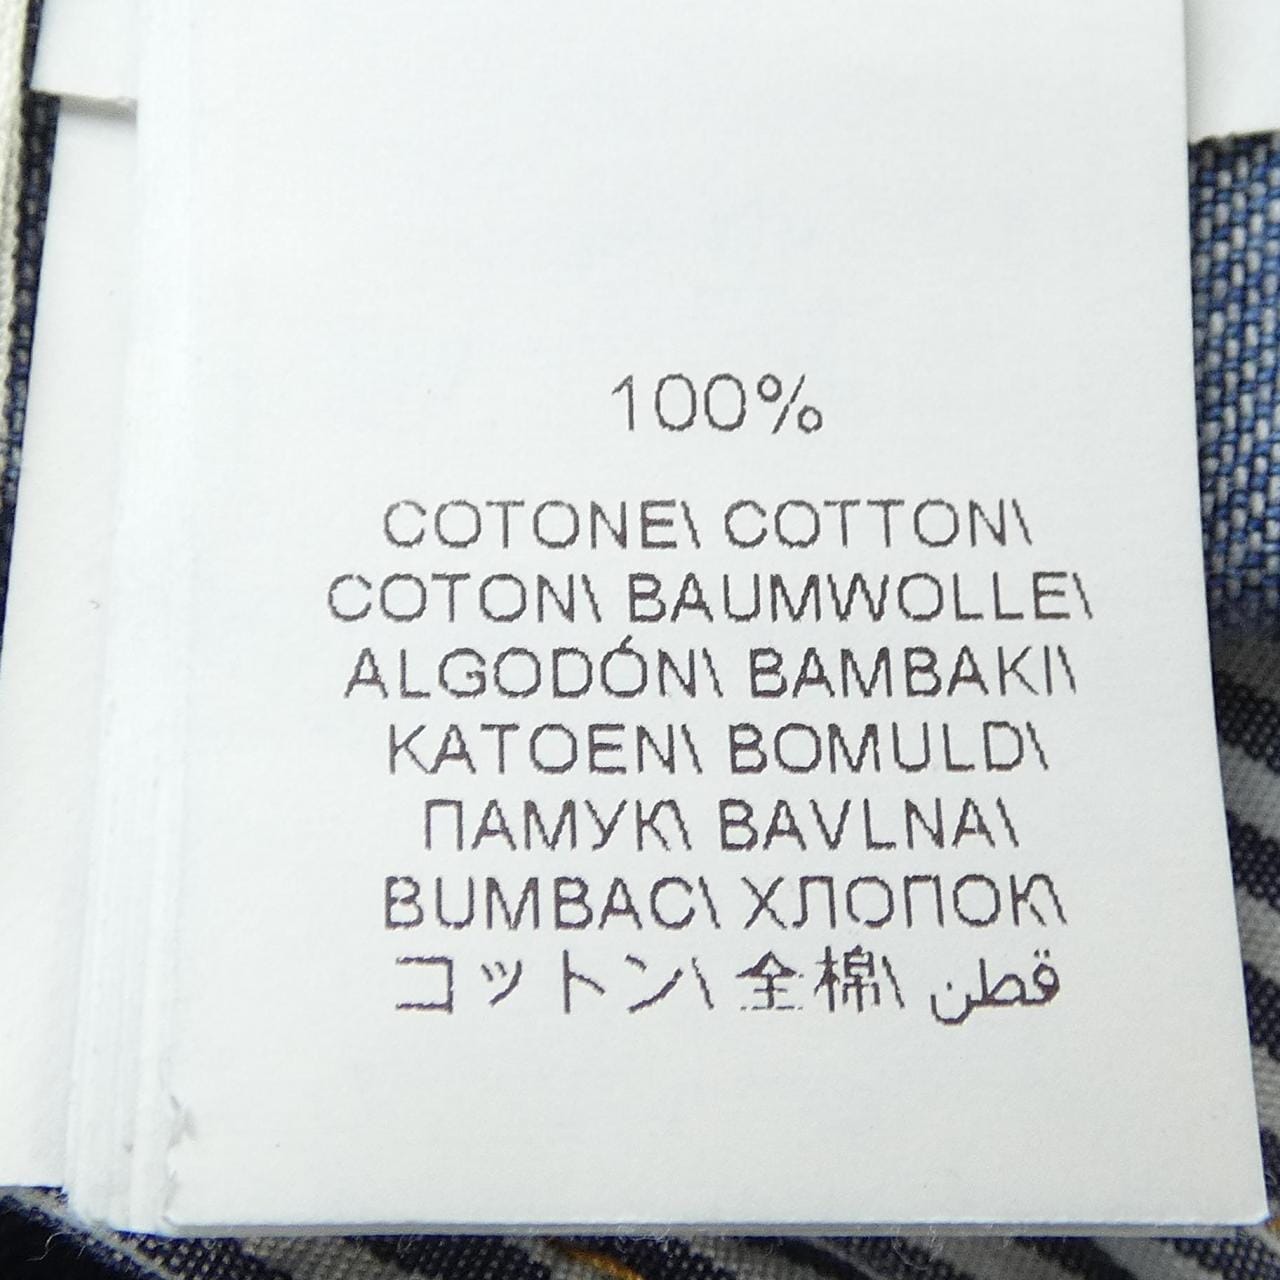 100%
COTONE\ COTTON\
COTON\ BAUMWOLLE\
ALGODÓN\ BAMBAKI\
KATOEN\ BOMULD\
ПАМУК\ BAVLNA\
BUMBAC\ ХЛОПОК\
コットン\ 全棉\ قطن